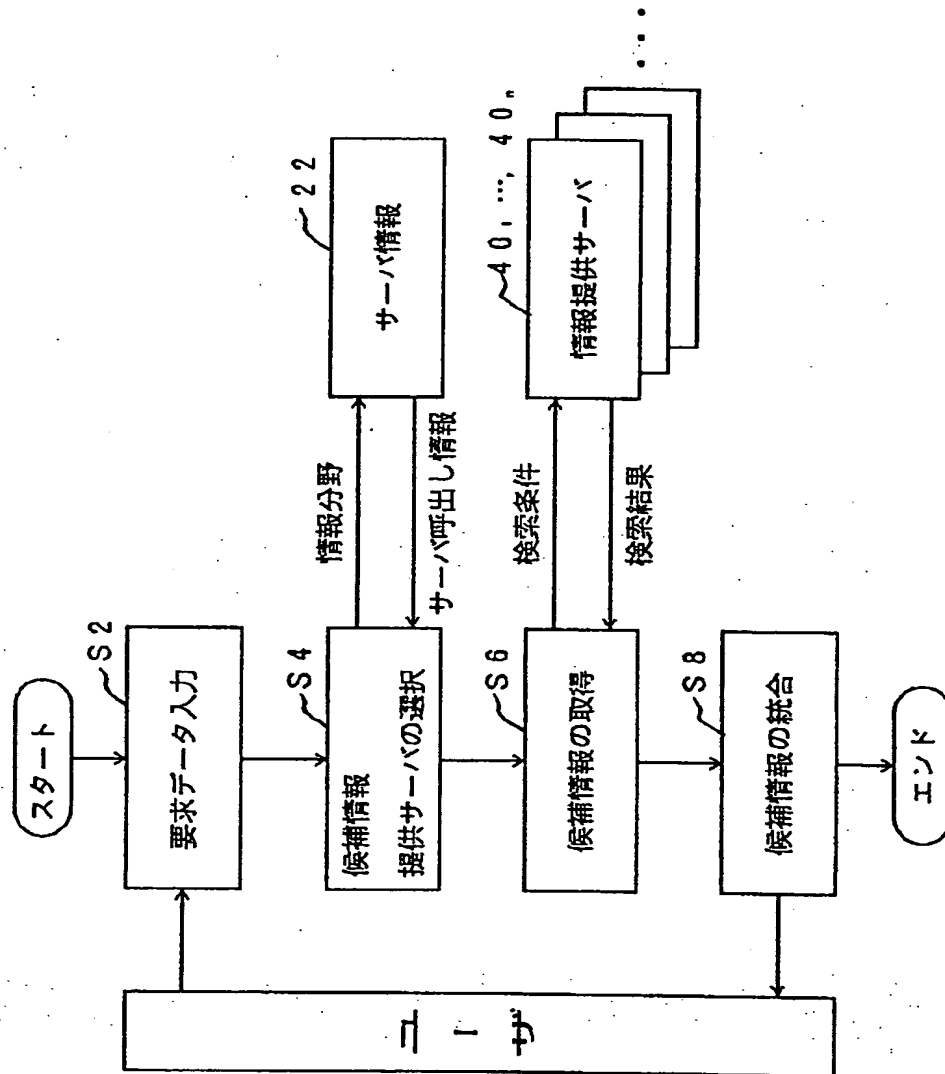 スタート
S2
要求データ入力
S4
候補情報
提供サーバの選択
情報分野
サーバ呼出し情報
22
サーバ情報
S6
候補情報の取得
検索条件
検索結果
40₁, …, 40ₙ
情報提供サーバ
...
S8
候補情報の統合
エンド
ユーザ